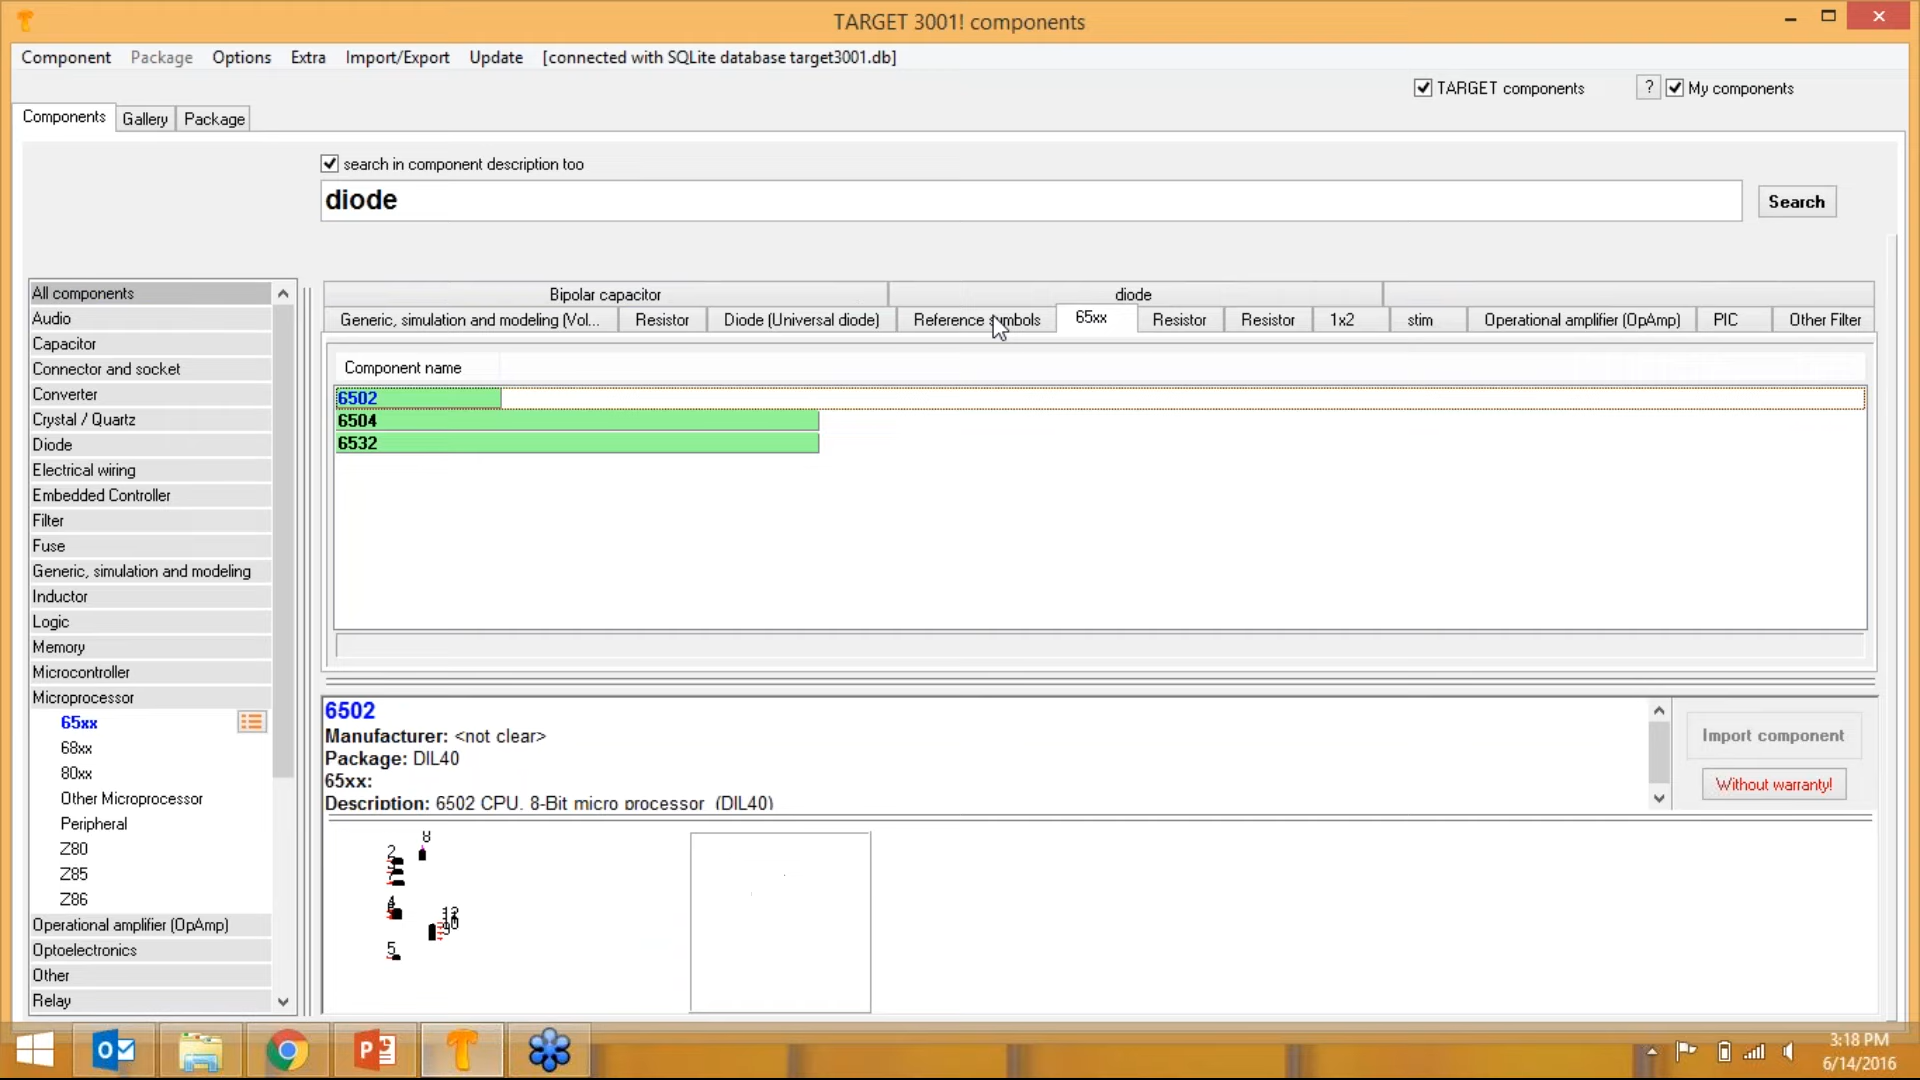 TARGET 3001! components
Component Package Options Extra Import/Export Update [connected with SQLite database target3001.db]
TARGET components ? My components
Components Gallery Package
search in component description too
diode Search
Bipolar capacitor diode
Generic, simulation and modeling (Vol... Resistor Diode (Universal diode) Reference symbols 65xx Resistor Resistor 1x2 stim Operational amplifier (OpAmp) PIC Other Filter
Component name
6502
6504
6532
All components
Audio
Capacitor
Connector and socket
Converter
Crystal / Quartz
Diode
Electrical wiring
Embedded Controller
Filter
Fuse
Generic, simulation and modeling
Inductor
Logic
Memory
Microcontroller
Microprocessor
65xx
68xx
80xx
Other Microprocessor
Peripheral
Z80
Z85
Z86
Operational amplifier (OpAmp)
Optoelectronics
Other
Relay
6502
Manufacturer: <not clear>
Package: DIL40
65xx:
Description: 6502 CPU. 8-Bit micro processor (DIL40)
Import component
Without warranty!
8
2
4
5
3:18 PM
6/14/2016